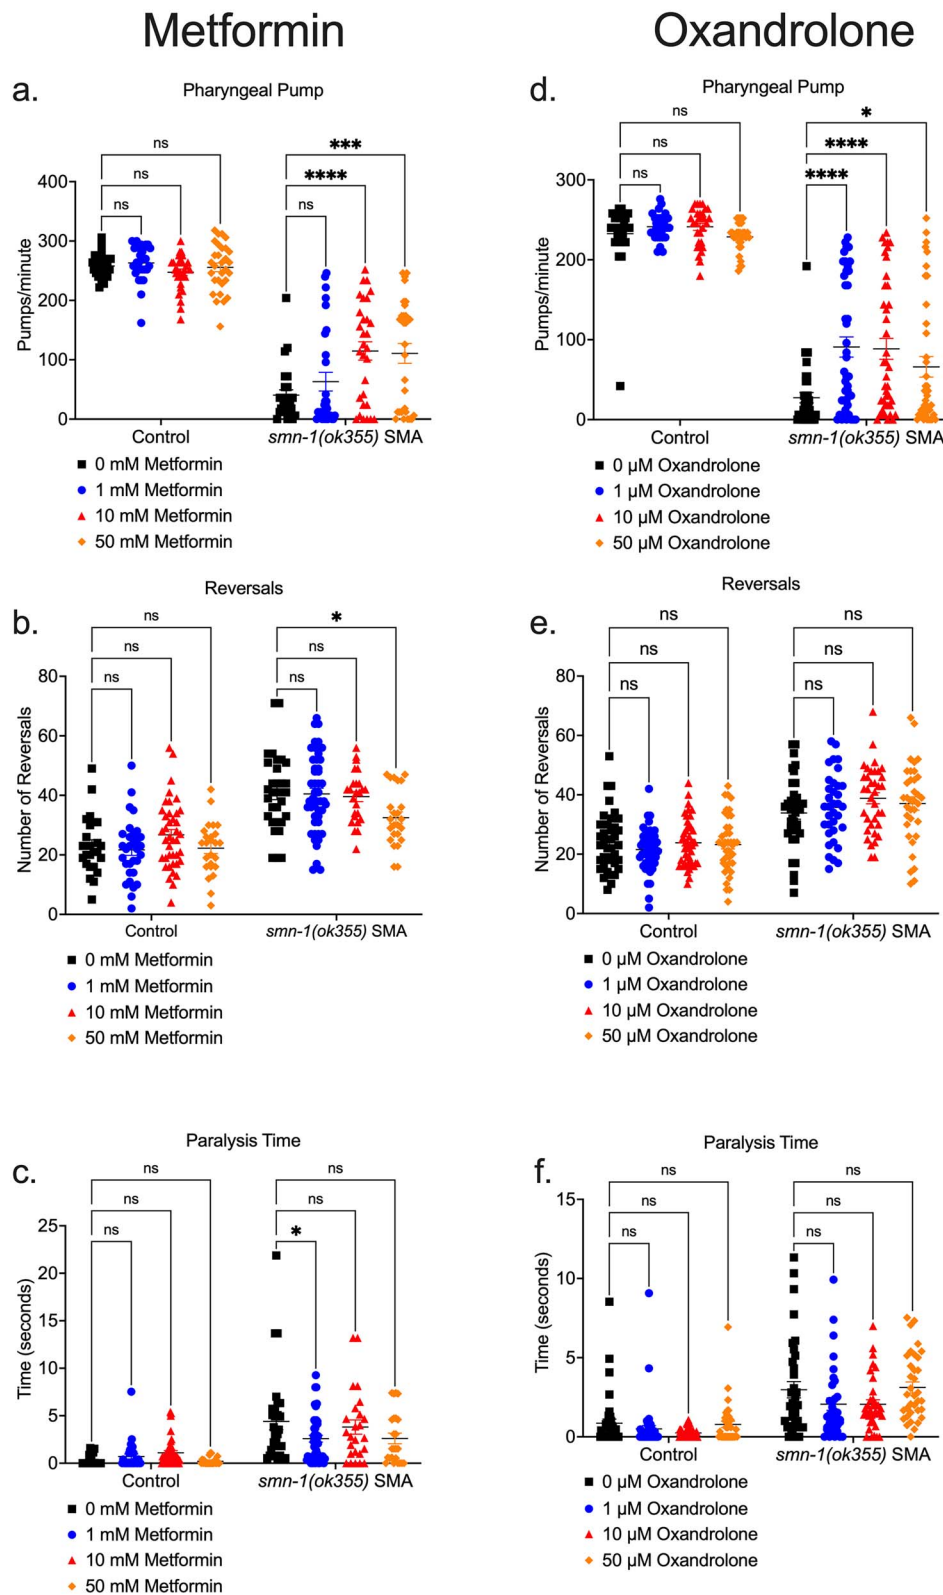 Metformin
Oxandrolone
a.
Pharyngeal Pump
ns
ns
ns
***
****
ns
Pumps/minute
400
300
200
100
0
Control
smn-1(ok355) SMA
0 mM Metformin
1 mM Metformin
10 mM Metformin
50 mM Metformin
d.
Pharyngeal Pump
ns
ns
ns
*
****
****
Pumps/minute
300
200
100
0
Control
smn-1(ok355) SMA
0 µM Oxandrolone
1 µM Oxandrolone
10 µM Oxandrolone
50 µM Oxandrolone
b.
Reversals
ns
ns
ns
*
ns
ns
Number of Reversals
80
60
40
20
0
Control
smn-1(ok355) SMA
0 mM Metformin
1 mM Metformin
10 mM Metformin
50 mM Metformin
e.
Reversals
ns
ns
ns
ns
ns
ns
Number of Reversals
80
60
40
20
0
Control
smn-1(ok355) SMA
0 µM Oxandrolone
1 µM Oxandrolone
10 µM Oxandrolone
50 µM Oxandrolone
c.
Paralysis Time
ns
ns
ns
ns
ns
*
Time (seconds)
25
20
15
10
5
0
Control
smn-1(ok355) SMA
0 mM Metformin
1 mM Metformin
10 mM Metformin
50 mM Metformin
f.
Paralysis Time
ns
ns
ns
ns
ns
ns
Time (seconds)
15
10
5
0
Control
smn-1(ok355) SMA
0 µM Oxandrolone
1 µM Oxandrolone
10 µM Oxandrolone
50 µM Oxandrolone